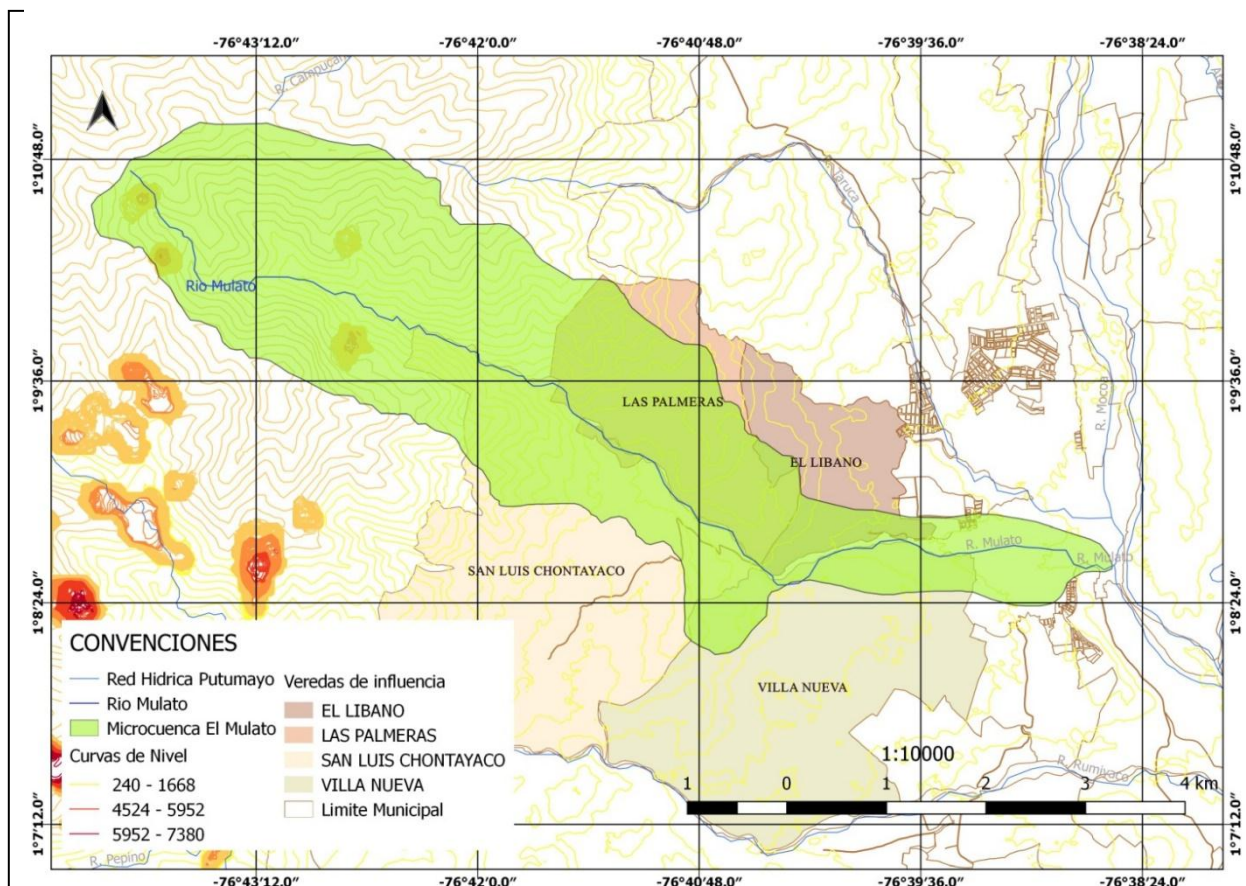 -76°43'12.0"
-76°42'0.0"
-76°40'48.0"
-76°39'36.0"
-76°38'24.0"
R. Campucana
1°10'48.0"
1°10'48.0"
R. Taruca
Rio Mulato
R. Mocoa
1°9'36.0"
1°9'36.0"
LAS PALMERAS
EL LIBANO
R. Mulato
R. Mulato
SAN LUIS CHONTAYACO
1°8'24.0"
1°8'24.0"
VILLA NUEVA
CONVENCIONES
Red Hidrica Putumayo
Rio Mulato
Microcuenca El Mulato
Curvas de Nivel
240 - 1668
4524 - 5952
5952 - 7380
Veredas de influencia
EL LIBANO
LAS PALMERAS
SAN LUIS CHONTAYACO
VILLA NUEVA
Limite Municipal
1:10000
1 0 1 2 3 4 km
R. Rumiyaco
1°7'12.0"
1°7'12.0"
R. Pepino
-76°43'12.0"
-76°42'0.0"
-76°40'48.0"
-76°39'36.0"
-76°38'24.0"